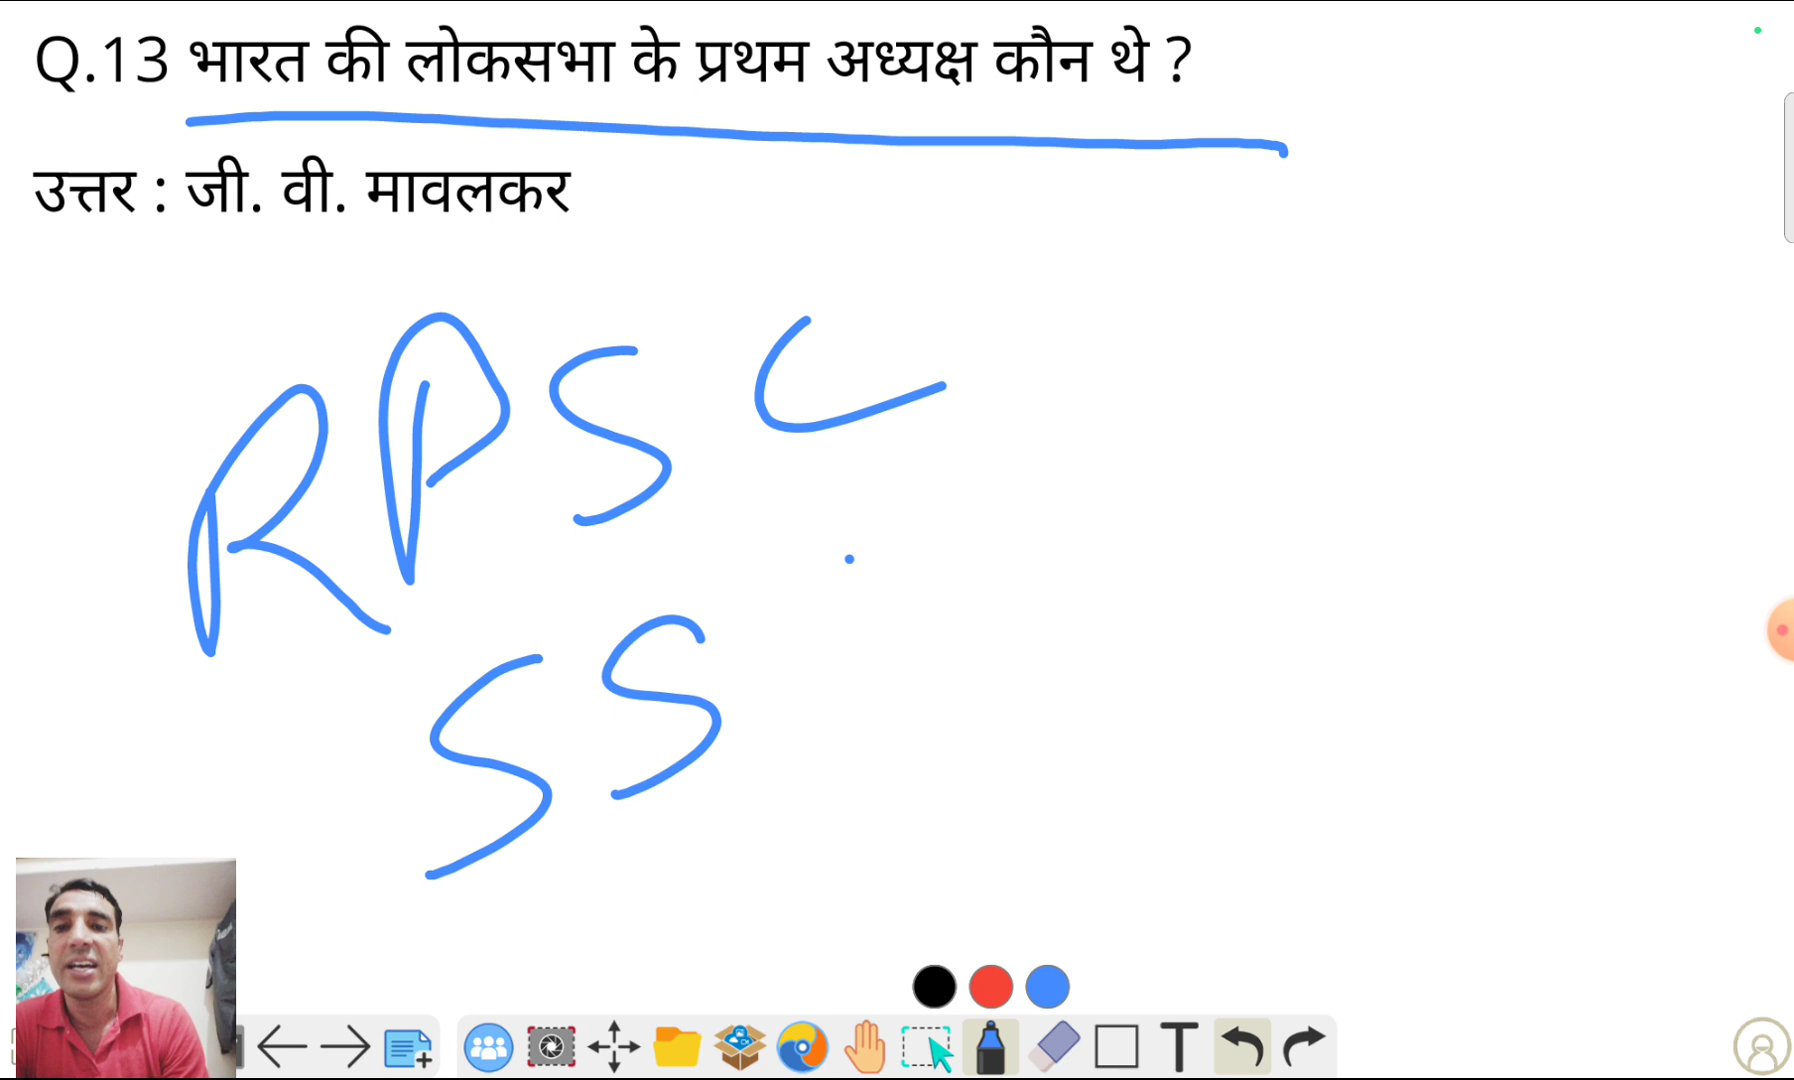 Q.13 भारत की लोकसभा के प्रथम अध्यक्ष कौन थे ?
उत्तर : जी. वी. मावलकर
RPSC
SS
T